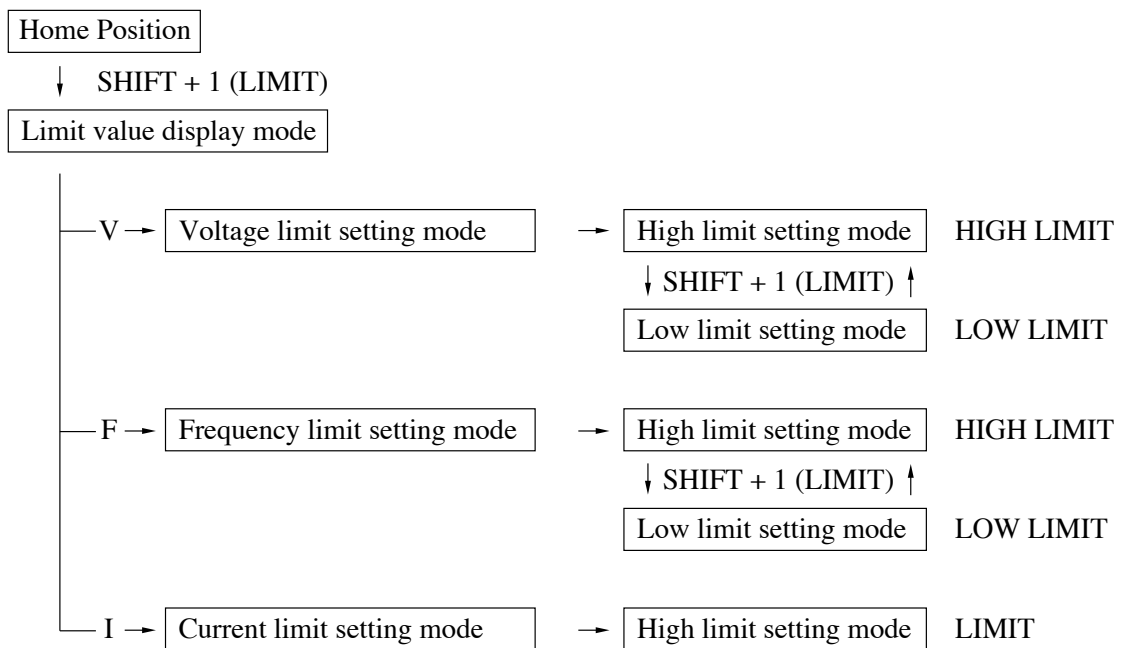 Home Position
SHIFT + 1 (LIMIT)
Limit value display mode
V Voltage limit setting mode High limit setting mode HIGH LIMIT
SHIFT + 1 (LIMIT)
Low limit setting mode LOW LIMIT
F Frequency limit setting mode High limit setting mode HIGH LIMIT
SHIFT + 1 (LIMIT)
Low limit setting mode LOW LIMIT
I Current limit setting mode High limit setting mode LIMIT